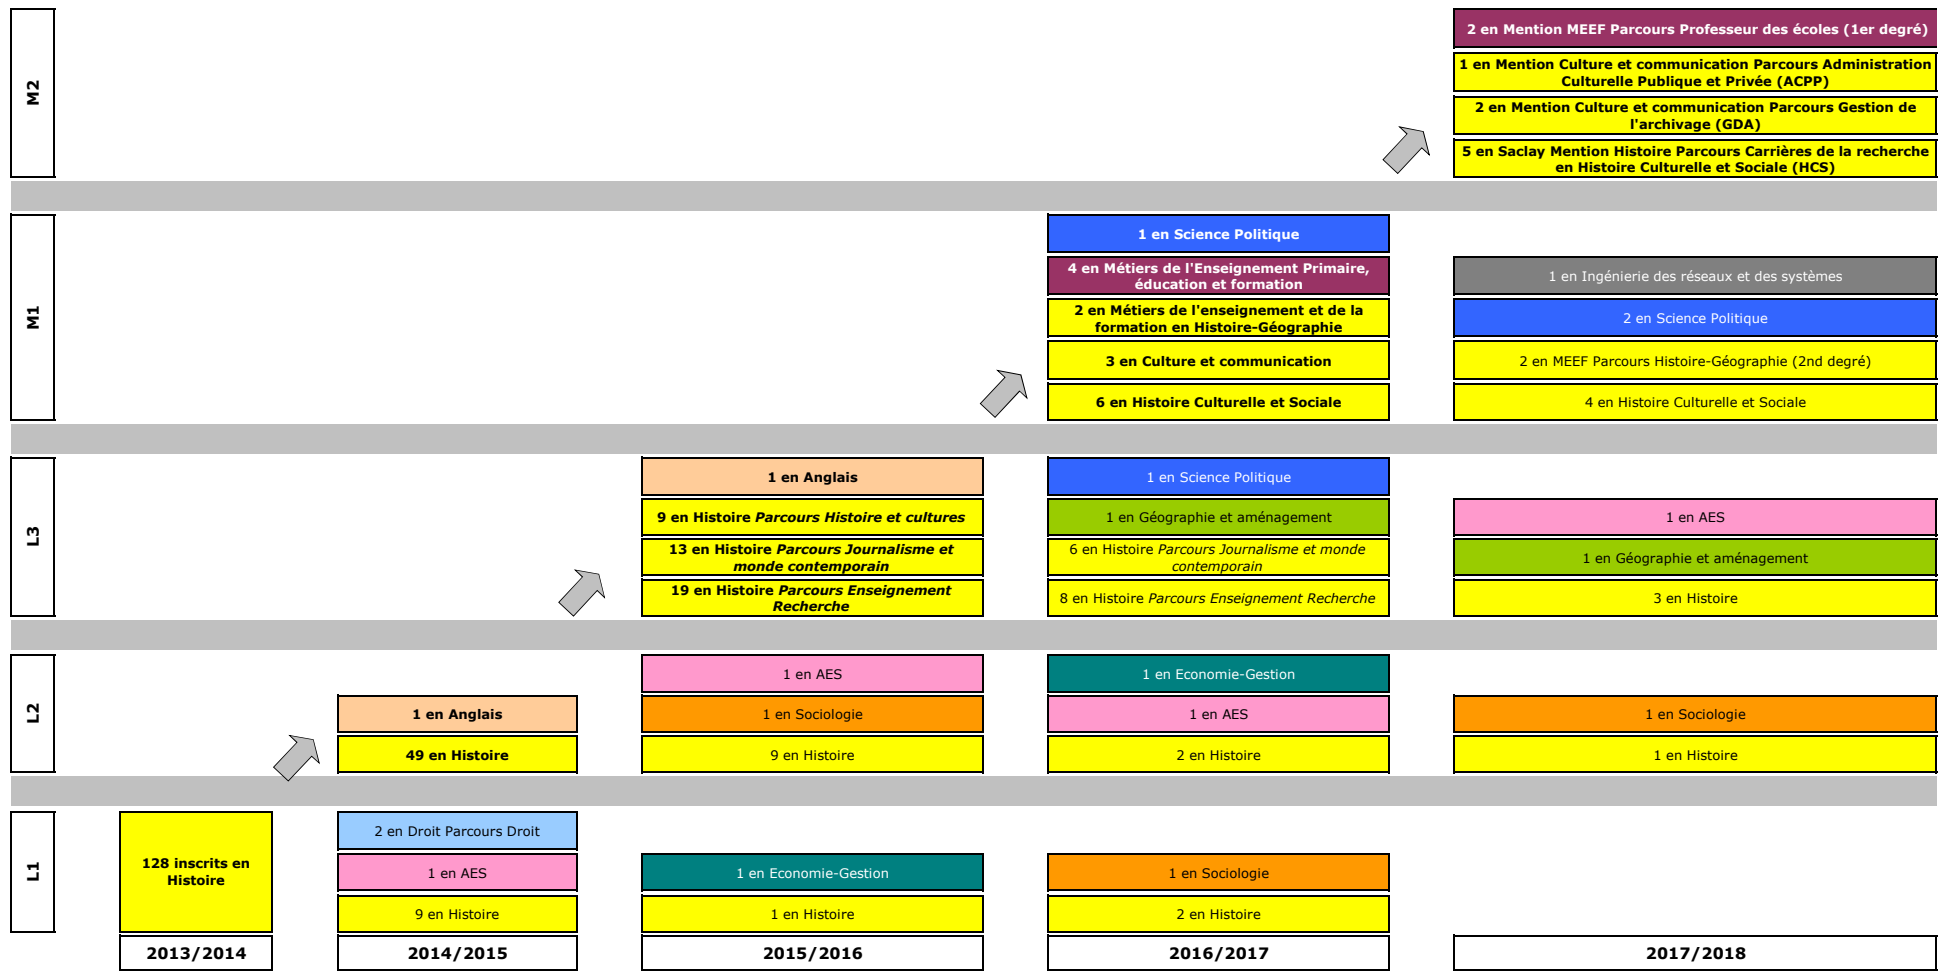 M2
2 en Mention MEEF Parcours Professeur des écoles (1er degré)
1 en Mention Culture et communication Parcours Administration
Culturelle Publique et Privée (ACPP)
2 en Mention Culture et communication Parcours Gestion de
l'archivage (GDA)
5 en Saclay Mention Histoire Parcours Carrières de la recherche
en Histoire Culturelle et Sociale (HCS)
M1
1 en Science Politique
4 en Métiers de l'Enseignement Primaire,
éducation et formation
2 en Métiers de l'enseignement et de la
formation en Histoire-Géographie
3 en Culture et communication
6 en Histoire Culturelle et Sociale
1 en Ingénierie des réseaux et des systèmes
2 en Science Politique
2 en MEEF Parcours Histoire-Géographie (2nd degré)
4 en Histoire Culturelle et Sociale
L3
1 en Anglais
9 en Histoire Parcours Histoire et cultures
13 en Histoire Parcours Journalisme et
monde contemporain
19 en Histoire Parcours Enseignement
Recherche
1 en Science Politique
1 en Géographie et aménagement
6 en Histoire Parcours Journalisme et monde
contemporain
8 en Histoire Parcours Enseignement Recherche
1 en AES
1 en Géographie et aménagement
3 en Histoire
L2
1 en Anglais
49 en Histoire
1 en AES
1 en Sociologie
9 en Histoire
1 en Economie-Gestion
1 en AES
2 en Histoire
1 en Sociologie
1 en Histoire
L1
128 inscrits en
Histoire
2 en Droit Parcours Droit
1 en AES
9 en Histoire
1 en Economie-Gestion
1 en Histoire
1 en Sociologie
2 en Histoire
2013/2014
2014/2015
2015/2016
2016/2017
2017/2018